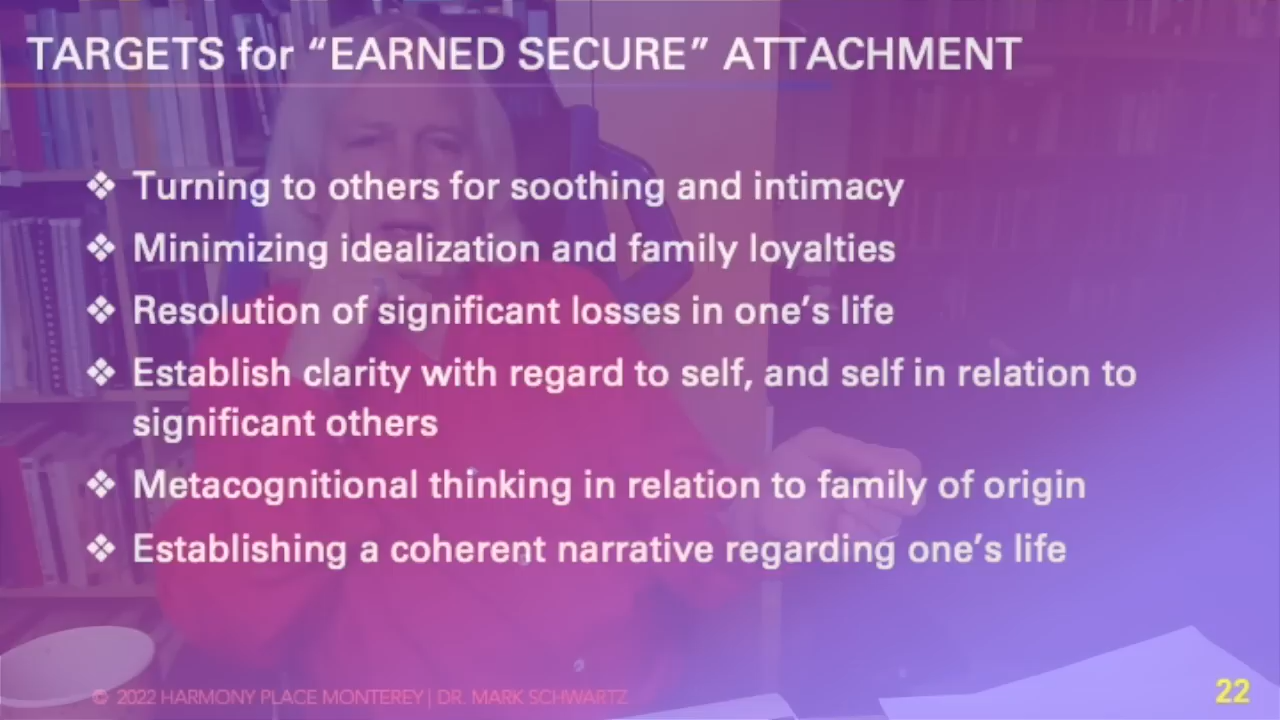 TARGETS for “EARNED SECURE” ATTACHMENT
❖ Turning to others for soothing and intimacy
❖ Minimizing idealization and family loyalties
❖ Resolution of significant losses in one’s life
❖ Establish clarity with regard to self, and self in relation to
significant others
❖ Metacognitional thinking in relation to family of origin
❖ Establishing a coherent narrative regarding one’s life
© 2022 HARMONY PLACE MONTEREY | DR. MARK SCHWARTZ
22